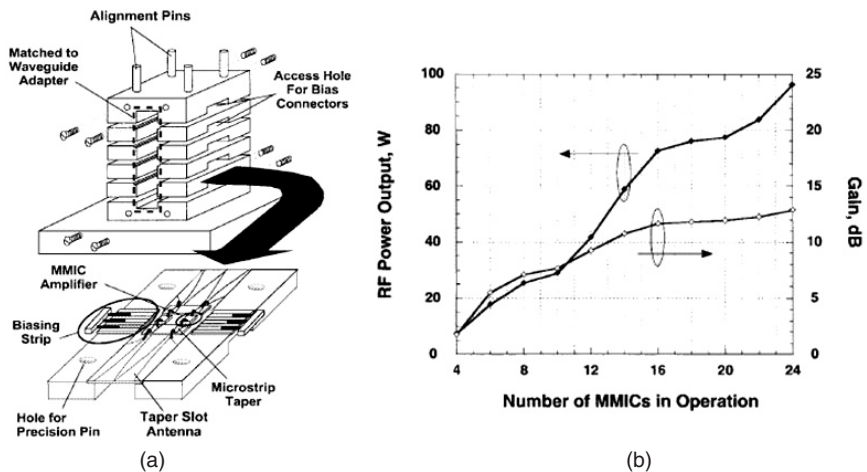 Alignment Pins
Matched to
Waveguide
Adapter
Access Hole
For Bias
Connectors
MMIC
Amplifier
Biasing
Strip
Hole for
Precision Pin
Taper Slot
Antenna
Microstrip
Taper
(a)
RF Power Output, W
100
80
60
40
20
0
Gain, dB
25
20
15
10
5
0
4 8 12 16 20 24
Number of MMICs in Operation
(b)